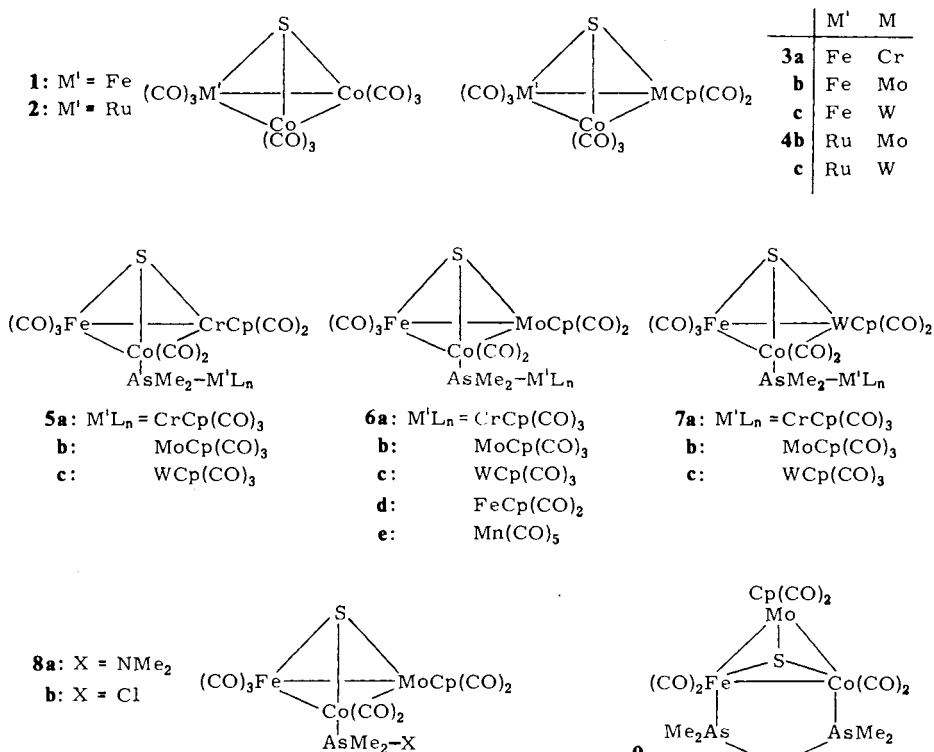 S
M' M
1: M' = Fe (CO)₃M' Co(CO)₃
2: M' = Ru
Co
(CO)₃
S
(CO)₃M' MCp(CO)₂
Co
(CO)₃
3a Fe Cr
b Fe Mo
c Fe W
4b Ru Mo
c Ru W
S
(CO)₃Fe CrCp(CO)₂
Co(CO)₂
AsMe₂-M'Lₙ
5a: M'Lₙ = CrCp(CO)₃
b: MoCp(CO)₃
c: WCp(CO)₃
S
(CO)₃Fe MoCp(CO)₂
Co(CO)₂
AsMe₂-M'Lₙ
6a: M'Lₙ = CrCp(CO)₃
b: MoCp(CO)₃
c: WCp(CO)₃
d: FeCp(CO)₂
e: Mn(CO)₅
S
(CO)₃Fe WCp(CO)₂
Co(CO)₂
AsMe₂-M'Lₙ
7a: M'Lₙ = CrCp(CO)₃
b: MoCp(CO)₃
c: WCp(CO)₃
8a: X = NMe₂
b: X = Cl
S
(CO)₃Fe MoCp(CO)₂
Co(CO)₂
AsMe₂-X
Cp(CO)₂
Mo
S
(CO)₂Fe Co(CO)₂
Me₂As AsMe₂
9